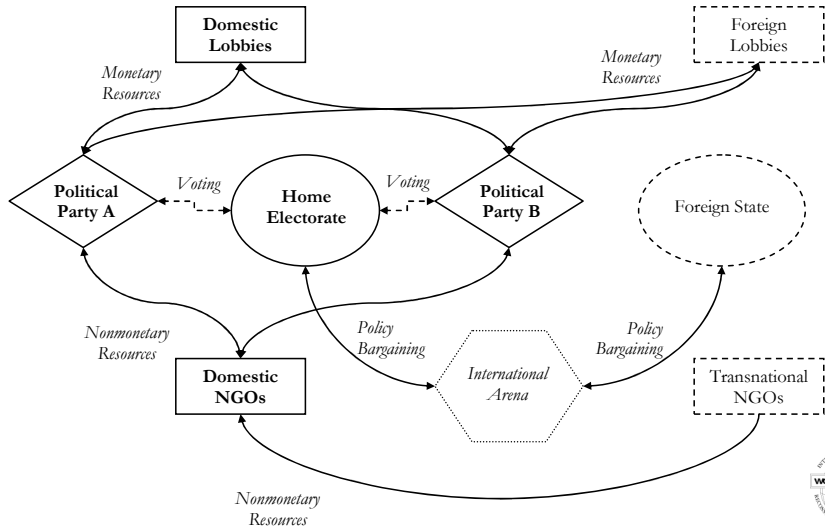 Domestic
Lobbies
Foreign
Lobbies
Monetary
Resources
Monetary
Resources
Political
Party A
Voting
Home
Electorate
Voting
Political
Party B
Foreign State
Nonmonetary
Resources
Policy
Bargaining
Policy
Bargaining
Domestic
NGOs
International
Arena
Transnational
NGOs
Nonmonetary
Resources